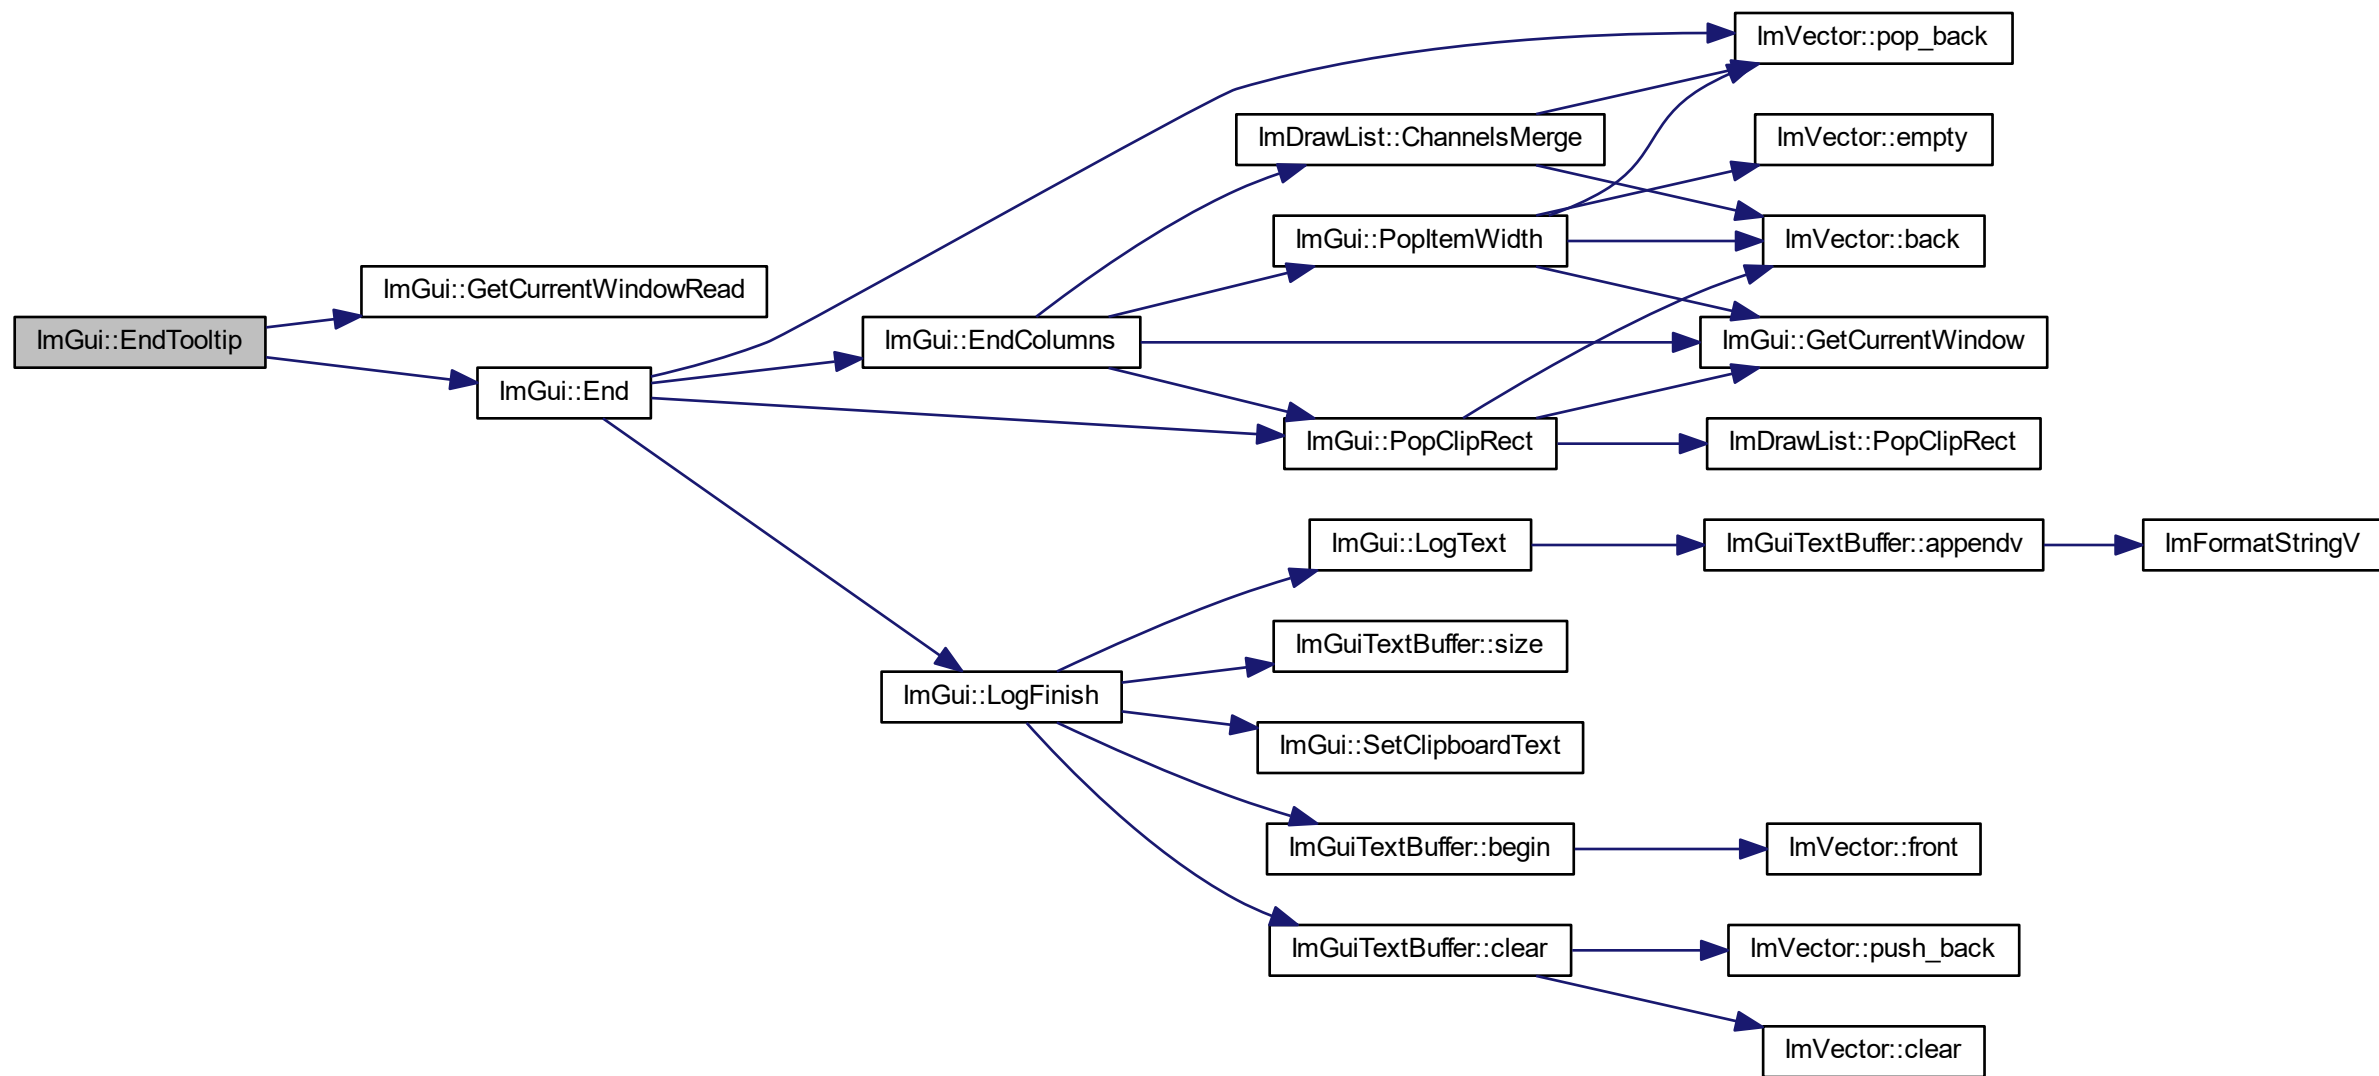 ImGui::EndTooltip
ImGui::GetCurrentWindowRead
ImGui::End
ImGui::EndColumns
ImGui::LogFinish
ImDrawList::ChannelsMerge
ImGui::PopItemWidth
ImGui::PopClipRect
ImGui::LogText
ImGuiTextBuffer::size
ImGui::SetClipboardText
ImGuiTextBuffer::begin
ImGuiTextBuffer::clear
ImVector::pop_back
ImVector::empty
ImVector::back
ImGui::GetCurrentWindow
ImDrawList::PopClipRect
ImGuiTextBuffer::appendv
ImVector::front
ImVector::push_back
ImVector::clear
ImFormatStringV